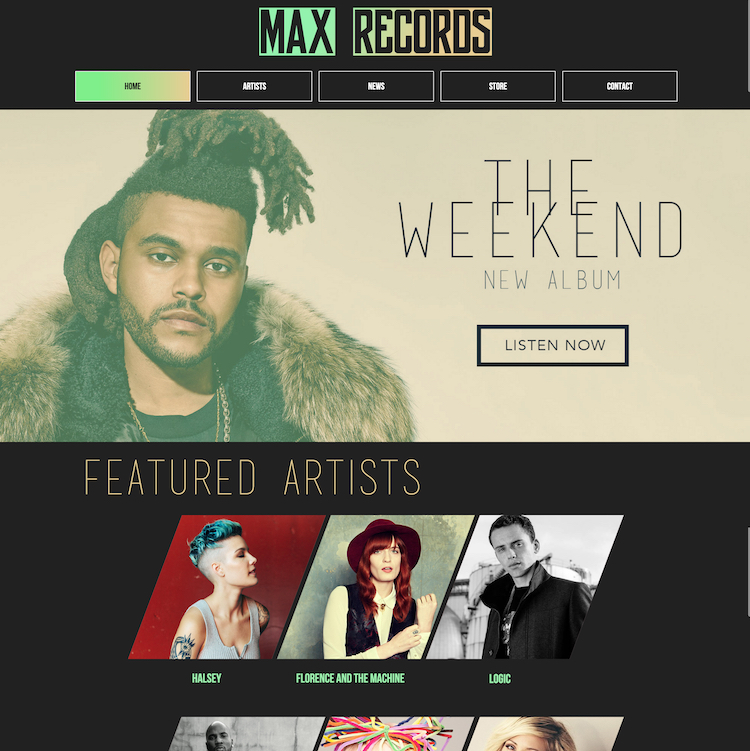 MAX RECORDS
HOME ARTISTS NEWS STORE CONTACT
THE
WEEKEND
NEW ALBUM
LISTEN NOW
FEATURED ARTISTS
HALSEY FLORENCE AND THE MACHINE LOGIC